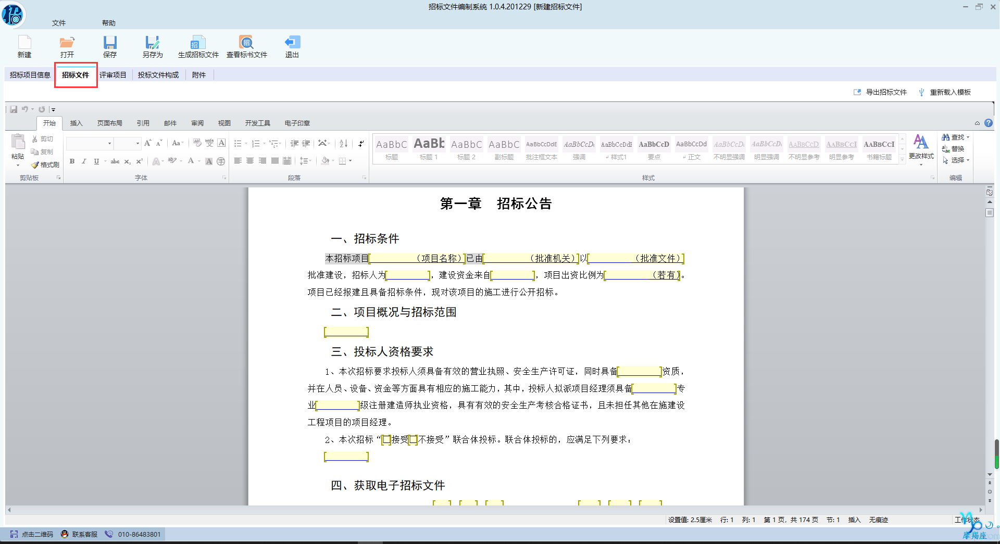 招标文件编制系统 1.0.4.201229 [新建招标文件]
文件 帮助
新建 打开 保存 另存为 生成招标文件 查看标书文件 退出
招标项目信息 招标文件 评审项目 投标文件构成 附件
导出招标文件 重新载入模板
开始 插入 页面布局 引用 邮件 审阅 视图 开发工具 电子印章
粘贴 剪切 复制 格式刷
AaBbC AaBb AaBbC AaBbC AaBbCcDdE AaBbCcDd AaBbCcDdE AaBbCcD AaBbCcDd AaBbCcDd AaBbCcDd AaBbCcD AaBbCcI AaBbCcI
标题 标题 1 标题 2 副标题 批注框文本 强调 样式1 要点 正文 不明显强调 明显强调 不明显参考 明显参考 书籍标题
更改样式
查找 替换 选择
剪贴板 字体 段落 样式 编辑
第一章 招标公告
一、招标条件
本招标项目[ （项目名称）]已由[ （批准机关）]以[ （批准文件）]
批准建设，招标人为[ ]，建设资金来自[ ]，项目出资比例为[ （若有）]。
项目已经报建且具备招标条件，现对该项目的施工进行公开招标。
二、项目概况与招标范围
[ ]
三、投标人资格要求
1、本次招标要求投标人须具备有效的营业执照、安全生产许可证，同时具备[ ]资质，
并在人员、设备、资金等方面具有相应的施工能力，其中，投标人拟派项目经理须具备[ ]专
业[ ]级注册建造师执业资格，具有有效的安全生产考核合格证书，且未担任其他在施建设
工程项目的项目经理。
2、本次招标“[□]接受[□]不接受”联合体投标。联合体投标的，应满足下列要求：
[ ]
四、获取电子招标文件
设置值: 2.5厘米 行: 1 列: 1 第 1 页，共 174 页 节: 1 插入 无痕迹 工作状态
点击二维码 联系客服 010-86483801
摩羯座